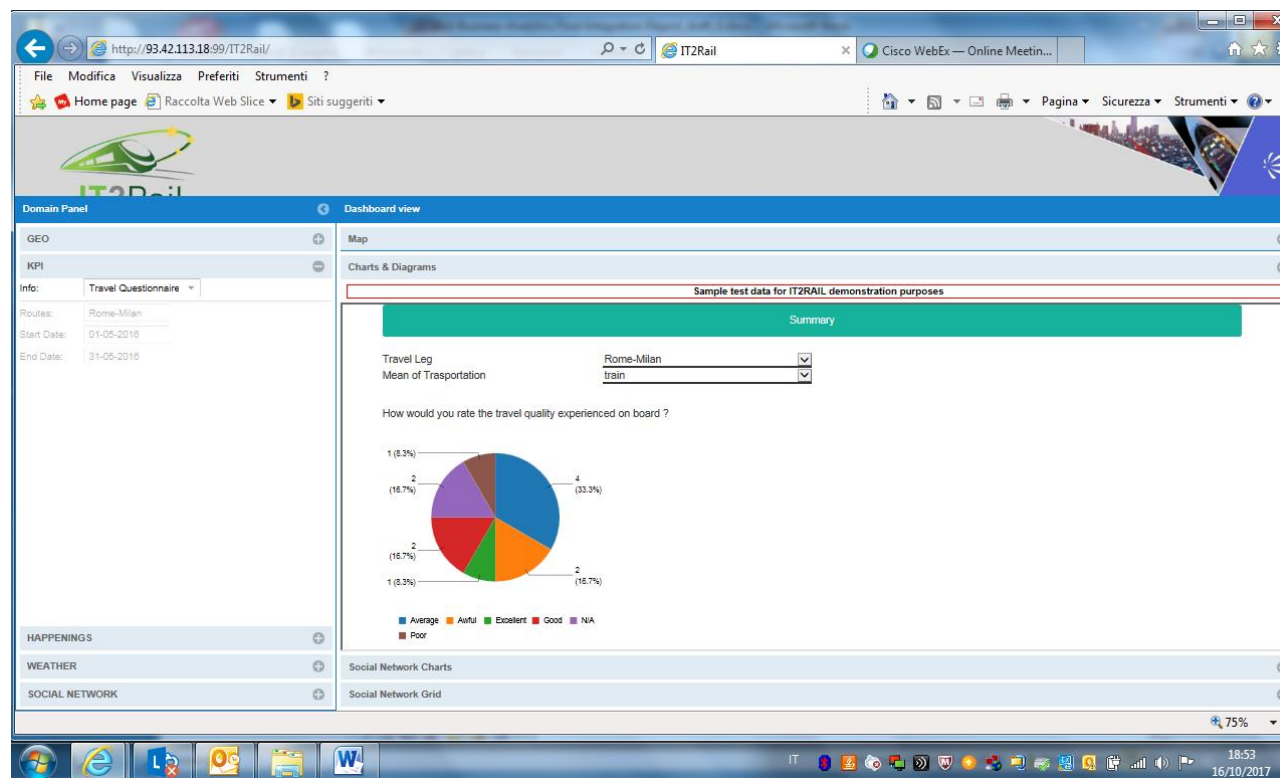 http://93.42.113.18:99/IT2Rail/
IT2Rail
Cisco WebEx — Online Meetin...
File Modifica Visualizza Preferiti Strumenti ?
Home page Raccolta Web Slice Siti suggeriti
Pagina Sicurezza Strumenti
IT2Rail
Domain Panel
Dashboard view
GEO
Map
KPI
Charts & Diagrams
Info: Travel Questionnaire
Sample test data for IT2RAIL demonstration purposes
Routes: Rome-Milan
Start Date: 01-05-2016
End Date: 31-05-2016
Summary
Travel Leg Rome-Milan
Mean of Trasportation train
How would you rate the travel quality experienced on board ?
1 (8.3%)
2
(16.7%)
4
(33.3%)
2
(16.7%)
1 (8.3%)
2
(16.7%)
Average Awful Excellent Good N/A
Poor
HAPPENINGS
WEATHER
SOCIAL NETWORK
Social Network Charts
Social Network Grid
75%
IT
18:53
16/10/2017